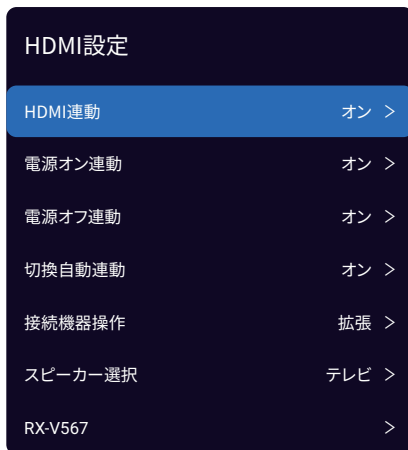 HDMI設定
HDMI連動 オン >
電源オン連動 オン >
電源オフ連動 オン >
切換自動連動 オン >
接続機器操作 拡張 >
スピーカー選択 テレビ >
RX-V567 >